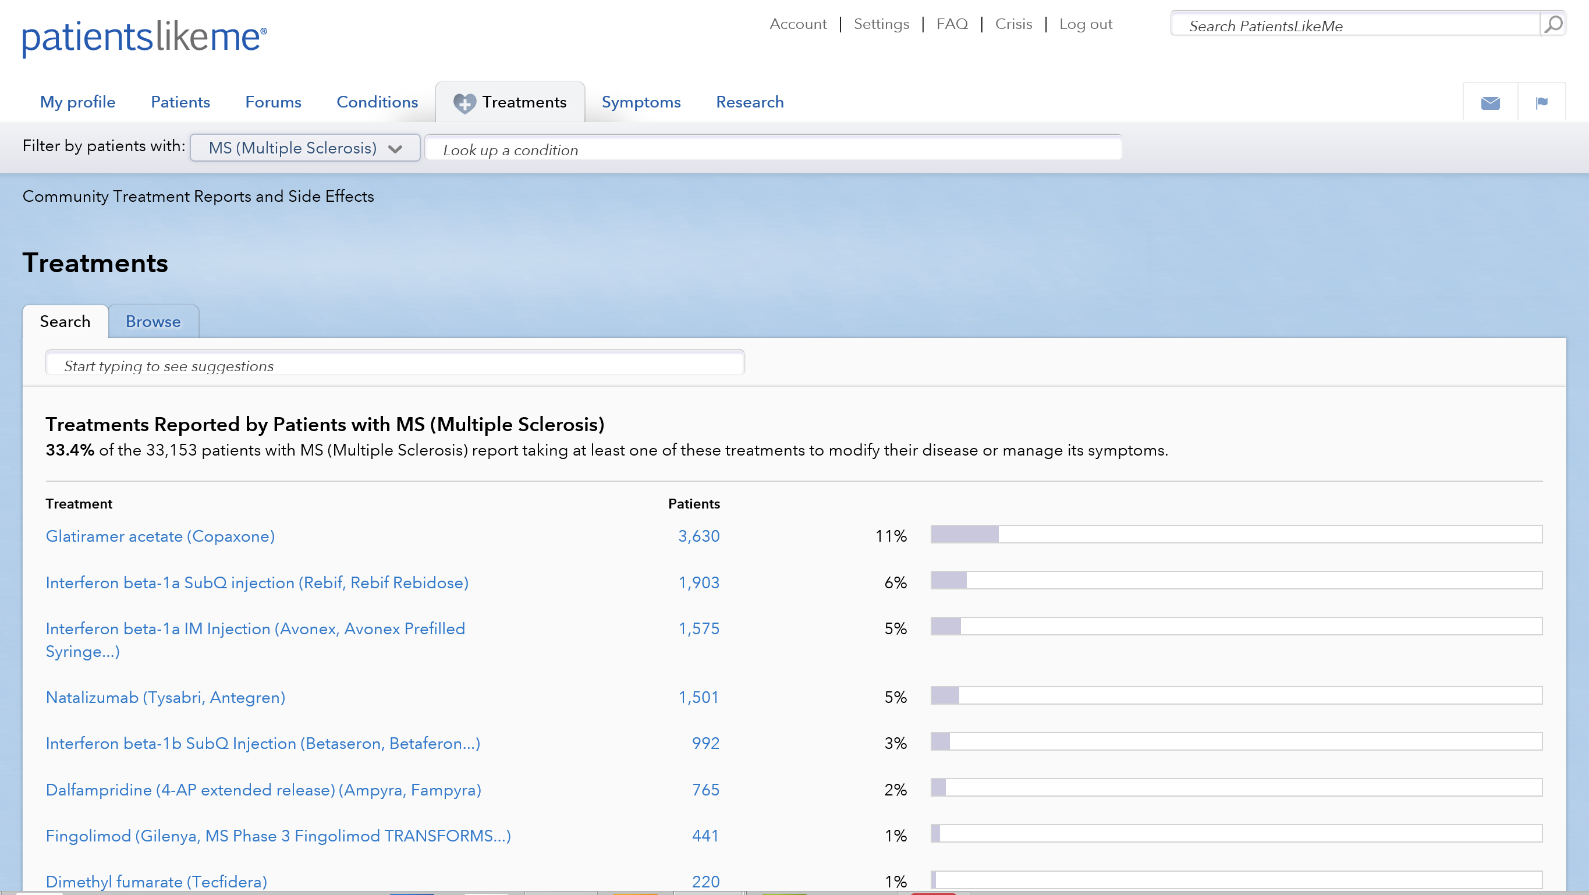 patientslikeme®
Account | Settings | FAQ | Crisis | Log out
Search PatientsLikeMe
My profile Patients Forums Conditions Treatments Symptoms Research
Filter by patients with: MS (Multiple Sclerosis) Look up a condition
Community Treatment Reports and Side Effects
Treatments
Search Browse
Start typing to see suggestions
Treatments Reported by Patients with MS (Multiple Sclerosis)
33.4% of the 33,153 patients with MS (Multiple Sclerosis) report taking at least one of these treatments to modify their disease or manage its symptoms.
Treatment Patients
Glatiramer acetate (Copaxone) 3,630 11%
Interferon beta-1a SubQ injection (Rebif, Rebif Rebidose) 1,903 6%
Interferon beta-1a IM Injection (Avonex, Avonex Prefilled 1,575 5%
Syringe...)
Natalizumab (Tysabri, Antegren) 1,501 5%
Interferon beta-1b SubQ Injection (Betaseron, Betaferon...) 992 3%
Dalfampridine (4-AP extended release) (Ampyra, Fampyra) 765 2%
Fingolimod (Gilenya, MS Phase 3 Fingolimod TRANSFORMS...) 441 1%
Dimethyl fumarate (Tecfidera) 220 1%